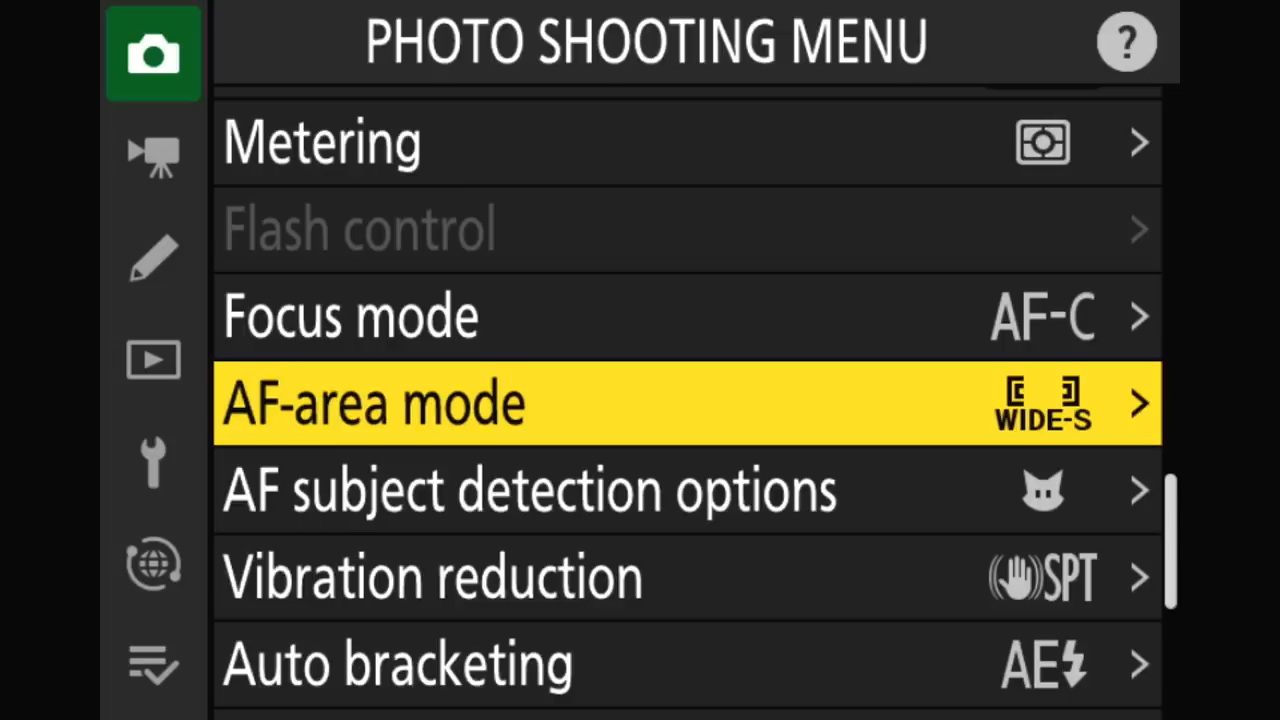 PHOTO SHOOTING MENU ?
Metering >
Flash control >
Focus mode AF-C >
AF-area mode WIDE-S >
AF subject detection options >
Vibration reduction SPT >
Auto bracketing AE >